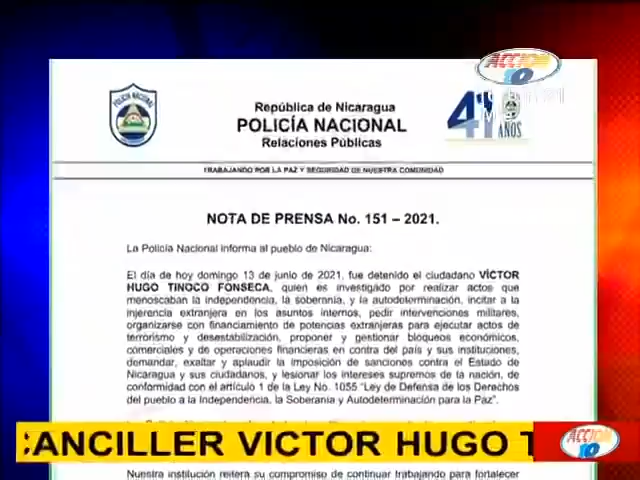 ACCION
10
POLICÍA NACIONAL
República de Nicaragua
POLICÍA NACIONAL
Relaciones Públicas
41
AÑOS
TRABAJANDO POR LA PAZ Y SEGURIDAD DE NUESTRA COMUNIDAD
NOTA DE PRENSA No. 151 – 2021.
La Policía Nacional informa al pueblo de Nicaragua:
El día de hoy domingo 13 de junio de 2021, fue detenido el ciudadano VÍCTOR
HUGO TINOCO FONSECA, quien es investigado por realizar actos que
menoscaban la independencia, la soberanía, y la autodeterminación, incitar a la
injerencia extranjera en los asuntos internos, pedir intervenciones militares,
organizarse con financiamiento de potencias extranjeras para ejecutar actos de
terrorismo y desestabilización, proponer y gestionar bloqueos económicos,
comerciales y de operaciones financieras en contra del país y sus instituciones,
demandar, exaltar y aplaudir la imposición de sanciones contra el Estado de
Nicaragua y sus ciudadanos, y lesionar los intereses supremos de la nación, de
conformidad con el artículo 1 de la Ley No. 1055 “Ley de Defensa de los Derechos
del pueblo a la Independencia, la Soberanía y Autodeterminación para la Paz”.
CANCILLER VICTOR HUGO T
ACCION
10
Nuestra institución reitera su compromiso de continuar trabajando para fortalecer